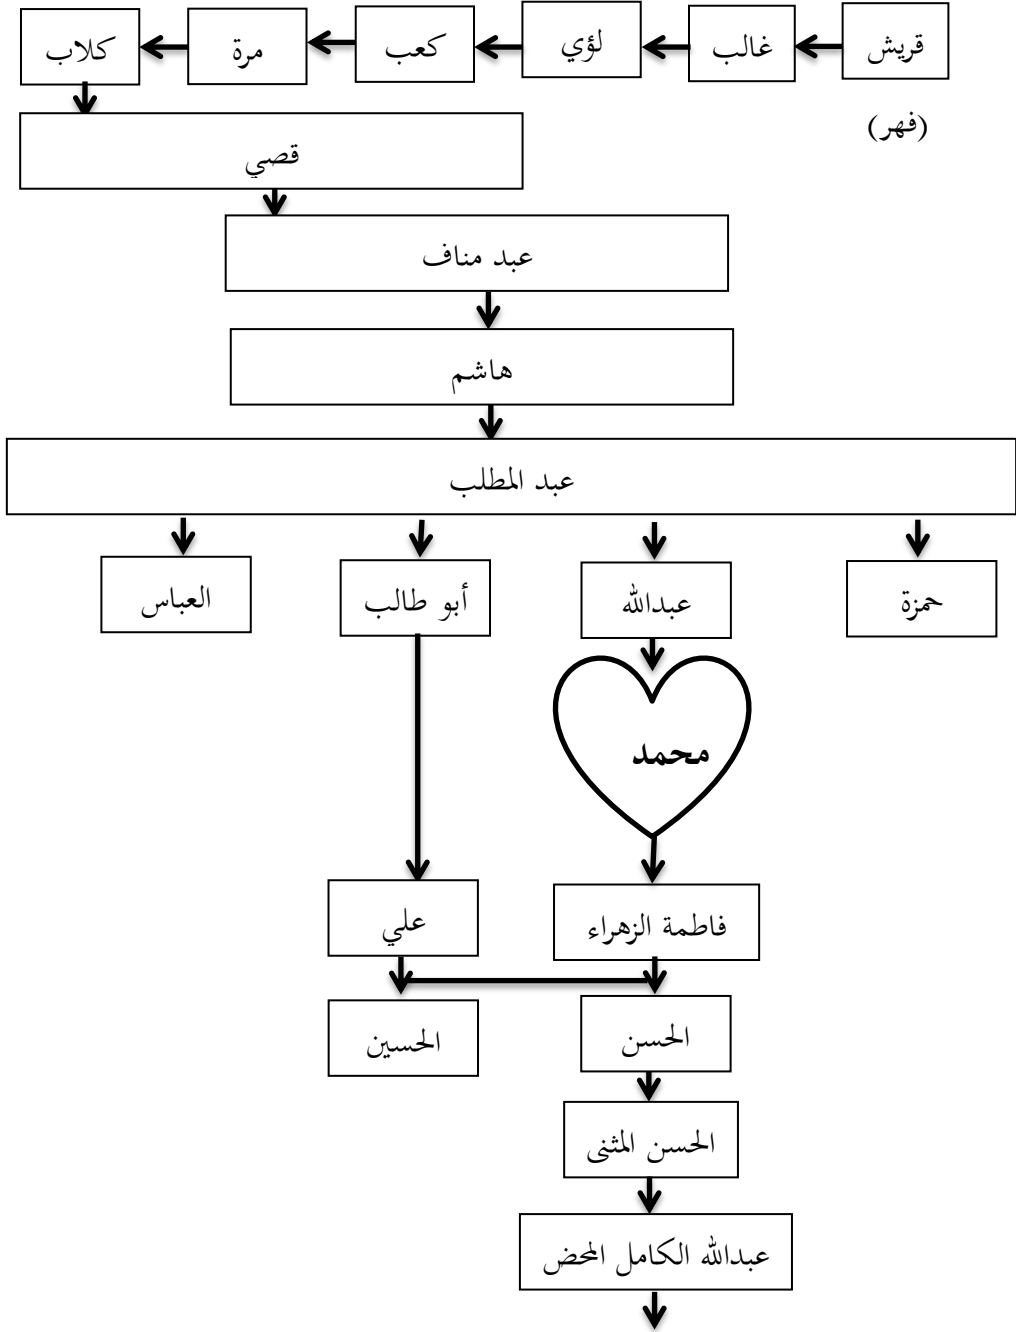 قريش
غالب
لؤي
كعب
مرة
كلاب
(فهر)
قصي
عبد مناف
هاشم
عبد المطلب
حمزة
عبدالله
أبو طالب
العباس
محمد
فاطمة الزهراء
علي
الحسن
الحسين
الحسن المثنى
عبدالله الكامل المحض